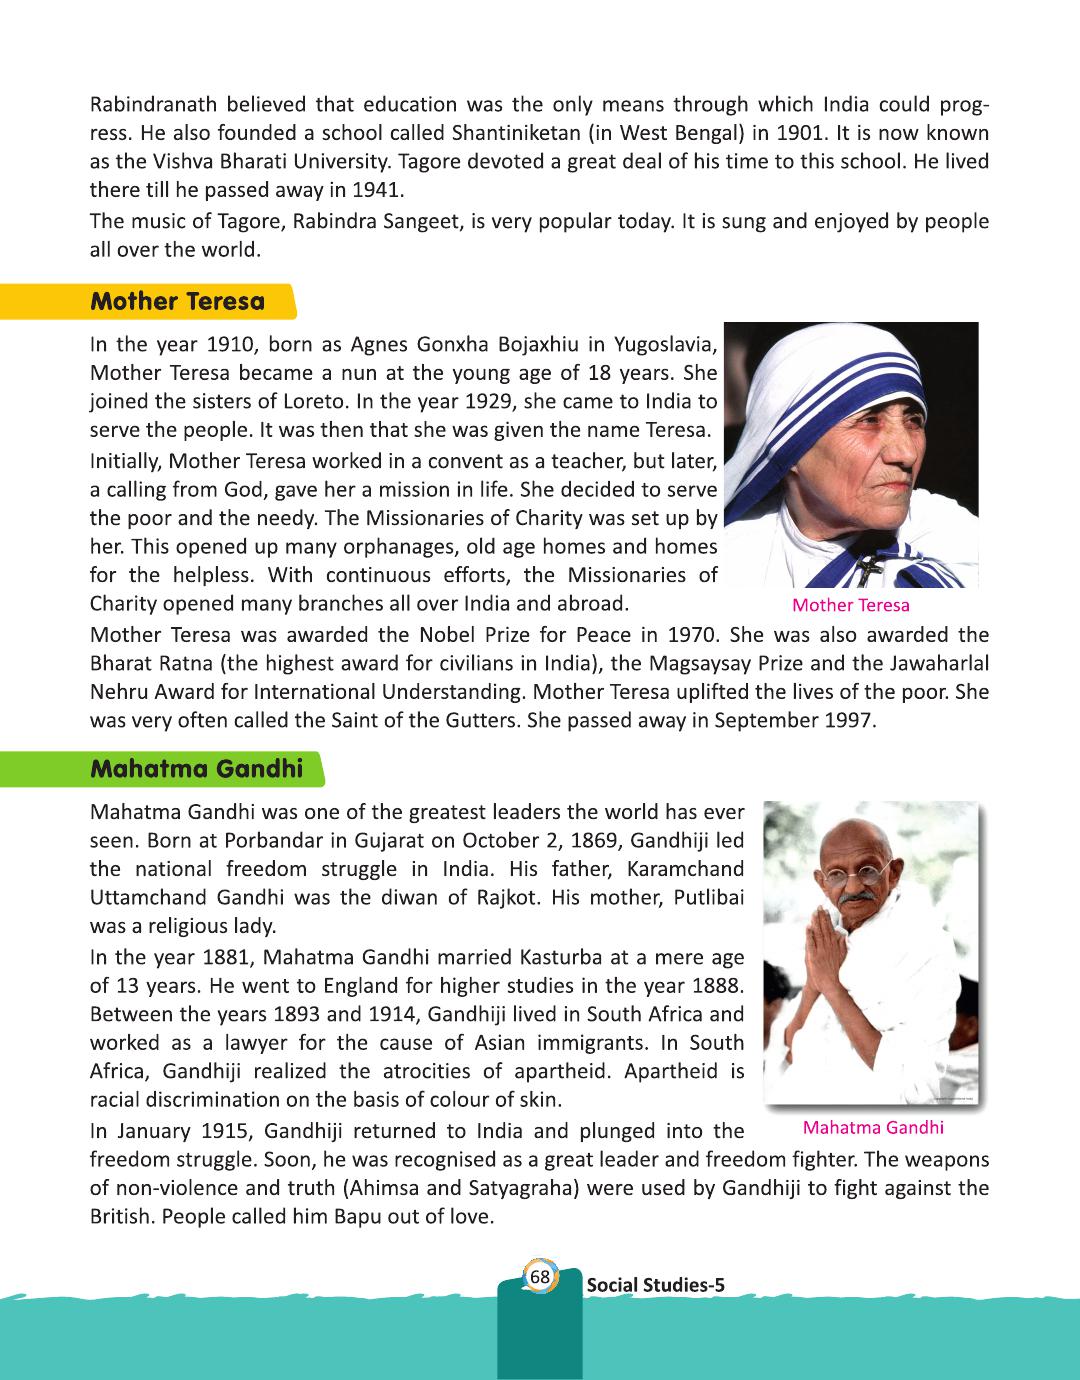 Rabindranath believed that education was the only means through which India could prog-
ress. He also founded a school called Shantiniketan (in West Bengal) in 1901. It is now known
as the Vishva Bharati University. Tagore devoted a great deal of his time to this school. He lived
there till he passed away in 1941.
The music of Tagore, Rabindra Sangeet, is very popular today. It is sung and enjoyed by people
all over the world.
Mother Teresa
In the year 1910, born as Agnes Gonxha Bojaxhiu in Yugoslavia,
Mother Teresa became a nun at the young age of 18 years. She
joined the sisters of Loreto. In the year 1929, she came to India to
serve the people. It was then that she was given the name Teresa.
Initially, Mother Teresa worked in a convent as a teacher, but later,
a calling from God, gave her a mission in life. She decided to serve
the poor and the needy. The Missionaries of Charity was set up by
her. This opened up many orphanages, old age homes and homes
for the helpless. With continuous efforts, the Missionaries of
Charity opened many branches all over India and abroad.
Mother Teresa
Mother Teresa was awarded the Nobel Prize for Peace in 1970. She was also awarded the
Bharat Ratna (the highest award for civilians in India), the Magsaysay Prize and the Jawaharlal
Nehru Award for International Understanding. Mother Teresa uplifted the lives of the poor. She
was very often called the Saint of the Gutters. She passed away in September 1997.
Mahatma Gandhi
Mahatma Gandhi was one of the greatest leaders the world has ever
seen. Born at Porbandar in Gujarat on October 2, 1869, Gandhiji led
the national freedom struggle in India. His father, Karamchand
Uttamchand Gandhi was the diwan of Rajkot. His mother, Putlibai
was a religious lady.
In the year 1881, Mahatma Gandhi married Kasturba at a mere age
of 13 years. He went to England for higher studies in the year 1888.
Between the years 1893 and 1914, Gandhiji lived in South Africa and
worked as a lawyer for the cause of Asian immigrants. In South
Africa, Gandhiji realized the atrocities of apartheid. Apartheid is
racial discrimination on the basis of colour of skin.
Mahatma Gandhi
In January 1915, Gandhiji returned to India and plunged into the
freedom struggle. Soon, he was recognised as a great leader and freedom fighter. The weapons
of non-violence and truth (Ahimsa and Satyagraha) were used by Gandhiji to fight against the
British. People called him Bapu out of love.
68
Social Studies-5